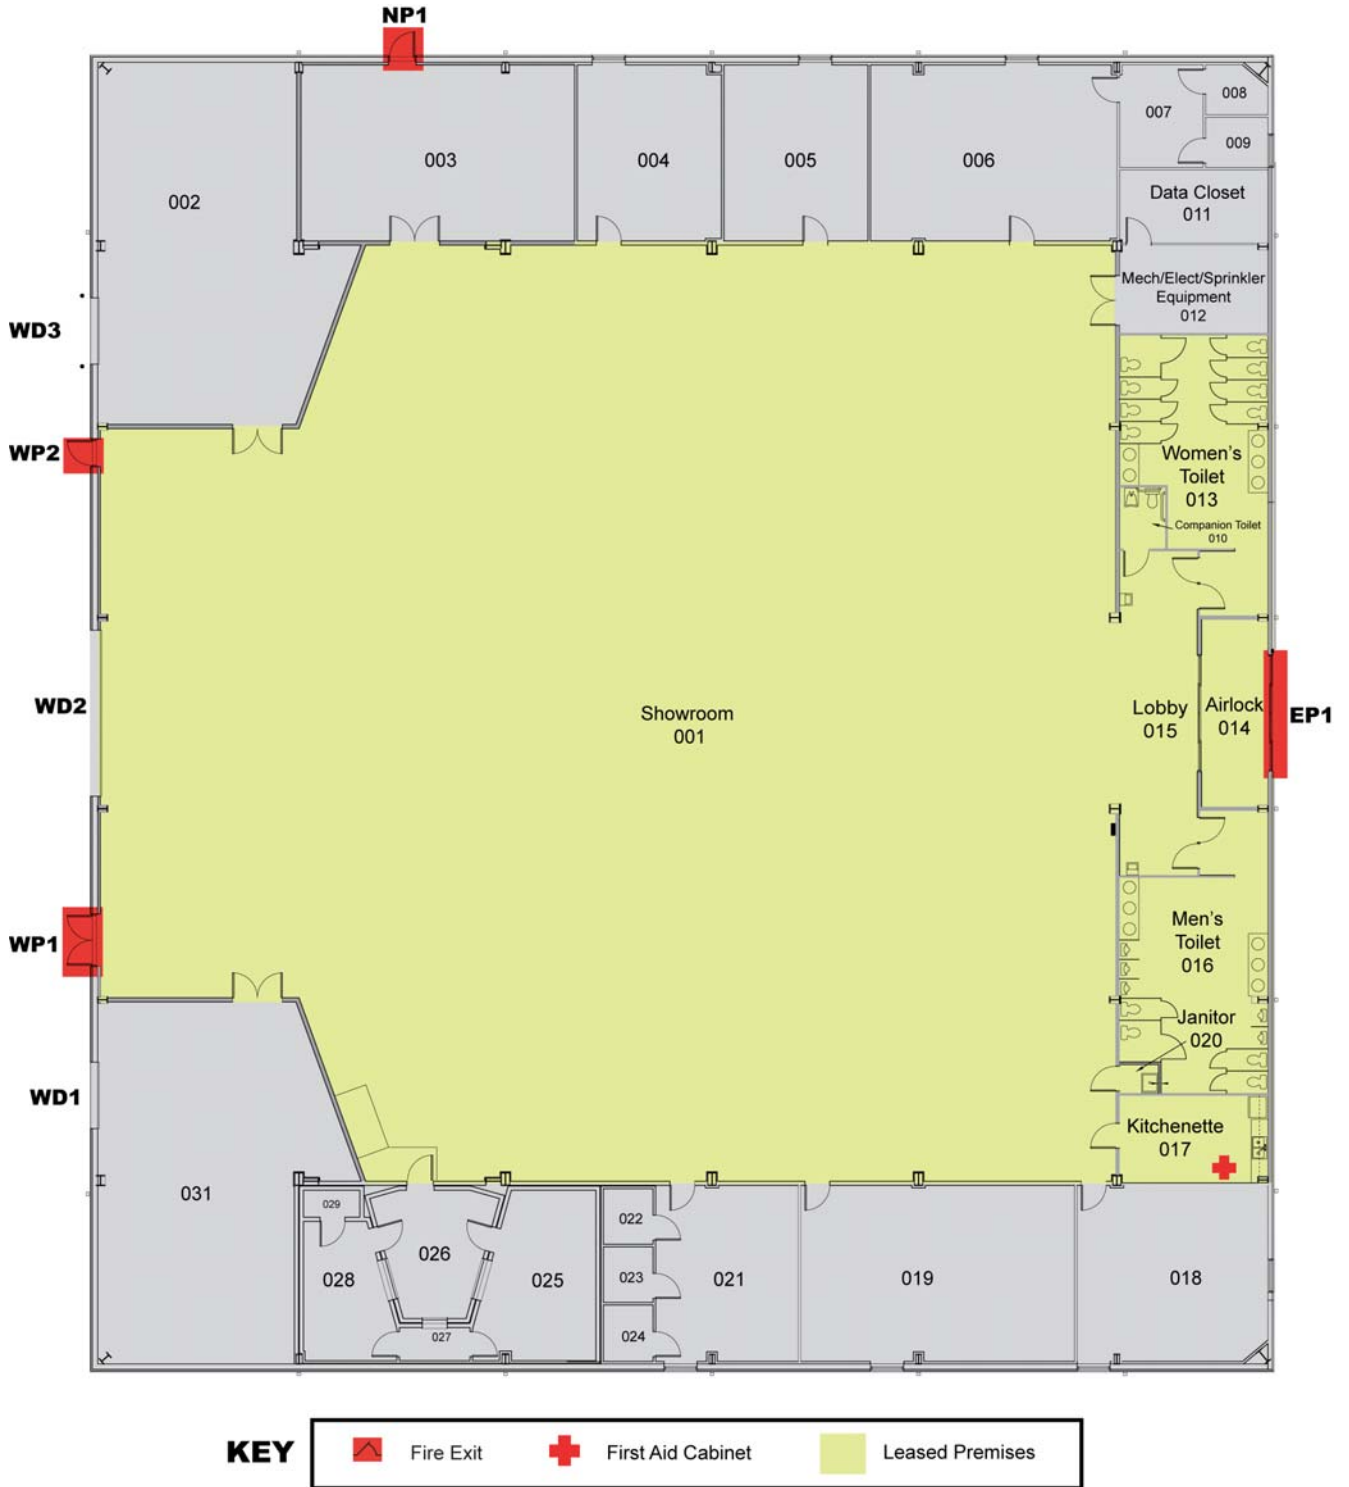 NP1
008
007
009
003
004
005
006
002
Data Closet
011
Mech/Elect/Sprinkler
Equipment
012
WD3
WP2
Women's
Toilet
013
Companion Toilet
010
WD2
Showroom
001
Lobby
015
Airlock
014
EP1
WP1
Men's
Toilet
016
Janitor
020
WD1
Kitchenette
017
031
029
026
028
025
027
022
023
024
021
019
018
KEY
Fire Exit
First Aid Cabinet
Leased Premises